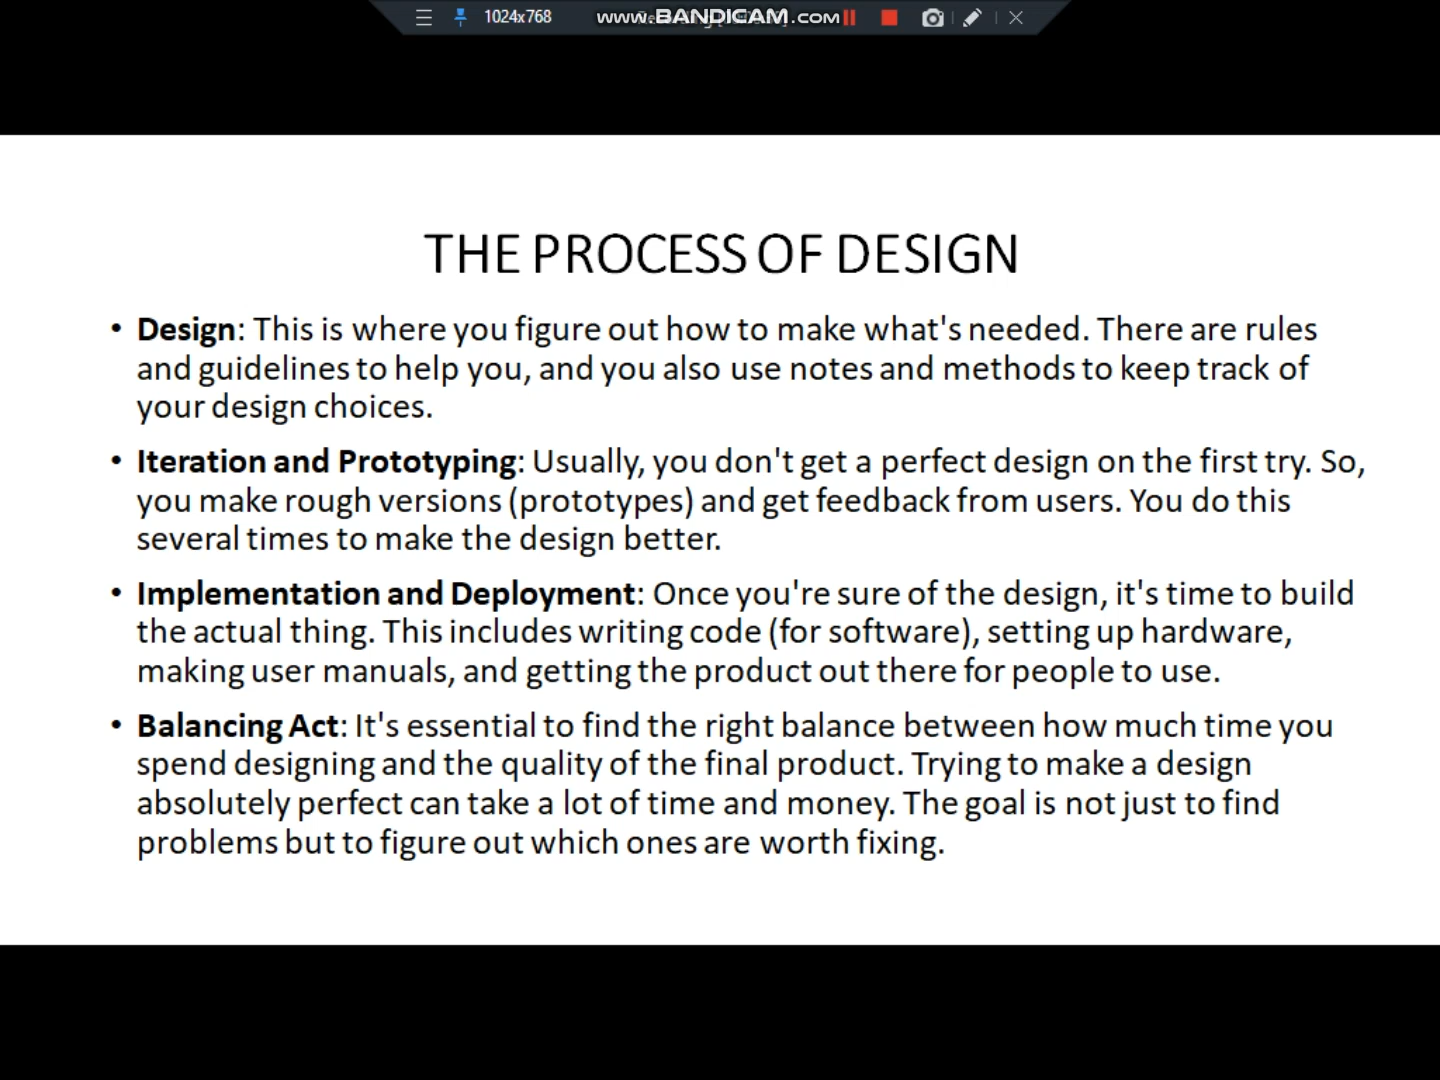 1024x768 www.BANDICAM.com
THE PROCESS OF DESIGN
• Design: This is where you figure out how to make what's needed. There are rules
and guidelines to help you, and you also use notes and methods to keep track of
your design choices.
• Iteration and Prototyping: Usually, you don't get a perfect design on the first try. So,
you make rough versions (prototypes) and get feedback from users. You do this
several times to make the design better.
• Implementation and Deployment: Once you're sure of the design, it's time to build
the actual thing. This includes writing code (for software), setting up hardware,
making user manuals, and getting the product out there for people to use.
• Balancing Act: It's essential to find the right balance between how much time you
spend designing and the quality of the final product. Trying to make a design
absolutely perfect can take a lot of time and money. The goal is not just to find
problems but to figure out which ones are worth fixing.